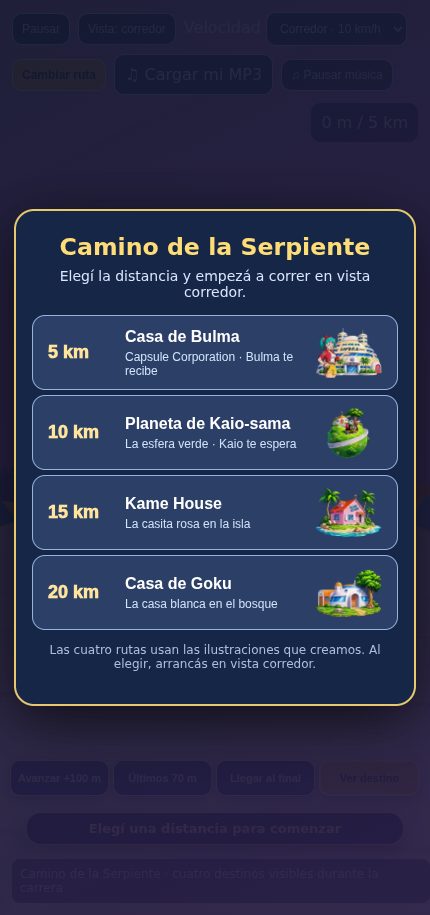 Pausar
Vista: corredor
Velocidad
Corredor · 10 km/h
Cambiar ruta
♫ Cargar mi MP3
♫ Pausar música
0 m / 5 km
Camino de la Serpiente
Elegí la distancia y empezá a correr en vista
corredor.
5 km
Casa de Bulma
Capsule Corporation · Bulma te
recibe
10 km
Planeta de Kaio-sama
La esfera verde · Kaio te espera
15 km
Kame House
La casita rosa en la isla
20 km
Casa de Goku
La casa blanca en el bosque
Las cuatro rutas usan las ilustraciones que creamos. Al
elegir, arrancás en vista corredor.
Avanzar +100 m
Últimos 70 m
Llegar al final
Ver destino
Elegí una distancia para comenzar
Camino de la Serpiente · cuatro destinos visibles durante la
carrera